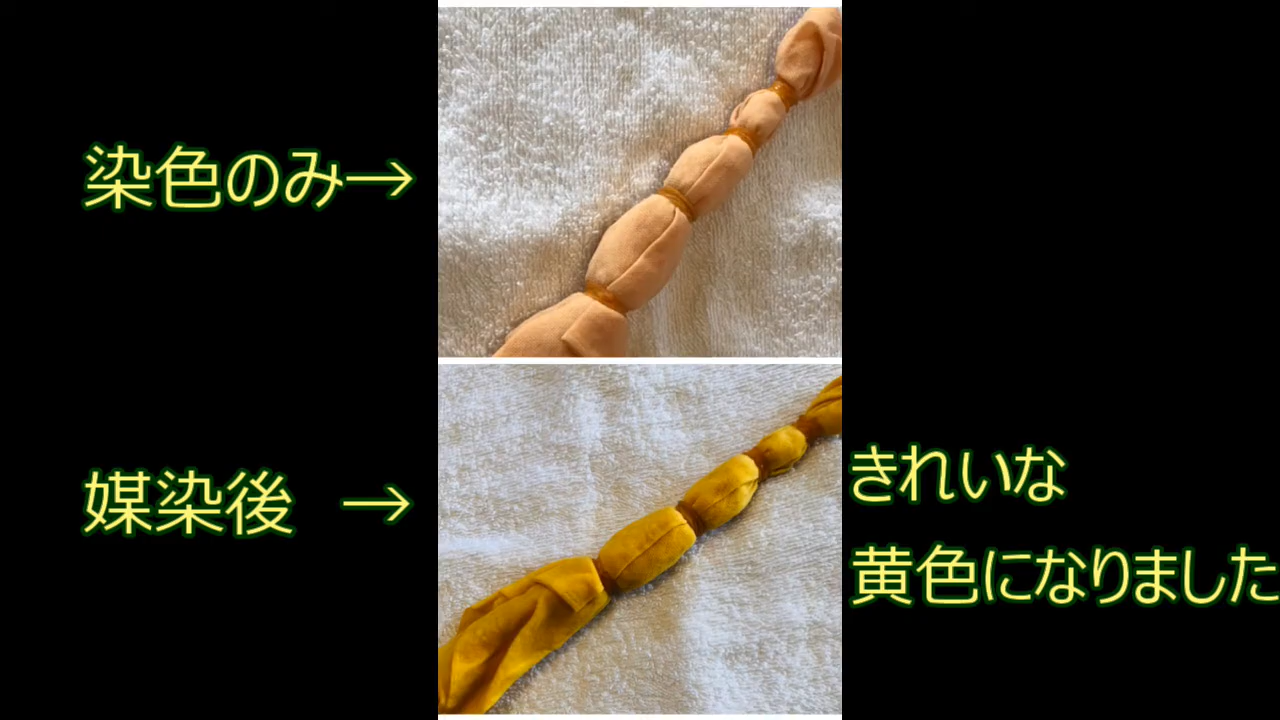 染色のみ→
媒染後　→
きれいな
黄色になりました